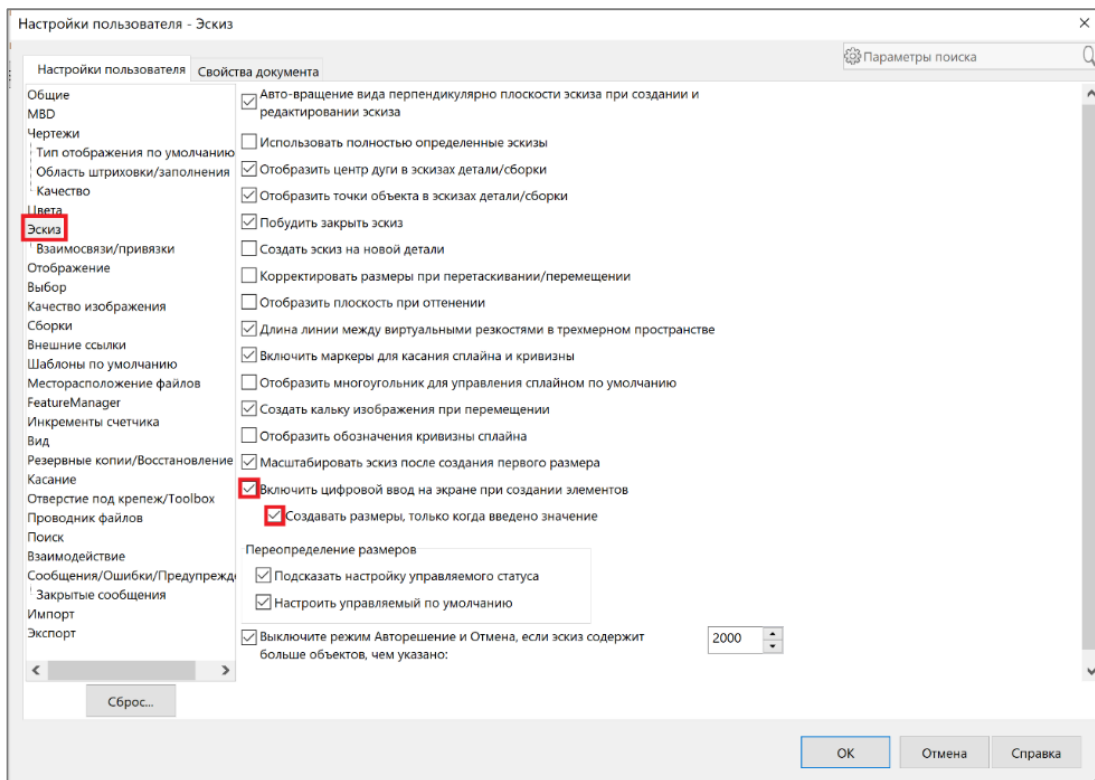 Настройки пользователя - Эскиз
Параметры поиска
Настройки пользователя
Свойства документа
Общие
MBD
Чертежи
Тип отображения по умолчанию
Область штриховки/заполнения
Качество
Цвета
Эскиз
Взаимосвязи/привязки
Отображение
Выбор
Качество изображения
Сборки
Внешние ссылки
Шаблоны по умолчанию
Месторасположение файлов
FeatureManager
Инкременты счетчика
Вид
Резервные копии/Восстановление
Касание
Отверстие под крепеж/Toolbox
Проводник файлов
Поиск
Взаимодействие
Сообщения/Ошибки/Предупрежд
Закрытые сообщения
Импорт
Экспорт
Сброс...
Авто-вращение вида перпендикулярно плоскости эскиза при создании и
редактировании эскиза
Использовать полностью определенные эскизы
Отобразить центр дуги в эскизах детали/сборки
Отобразить точки объекта в эскизах детали/сборки
Побудить закрыть эскиз
Создать эскиз на новой детали
Корректировать размеры при перетаскивании/перемещении
Отобразить плоскость при оттенении
Длина линии между виртуальными резкостями в трехмерном пространстве
Включить маркеры для касания сплайна и кривизны
Отобразить многоугольник для управления сплайном по умолчанию
Создать кальку изображения при перемещении
Отобразить обозначения кривизны сплайна
Масштабировать эскиз после создания первого размера
Включить цифровой ввод на экране при создании элементов
Создавать размеры, только когда введено значение
Переопределение размеров
Подсказать настройку управляемого статуса
Настроить управляемый по умолчанию
Выключите режим Авторешение и Отмена, если эскиз содержит
больше объектов, чем указано:
2000
OK
Отмена
Справка